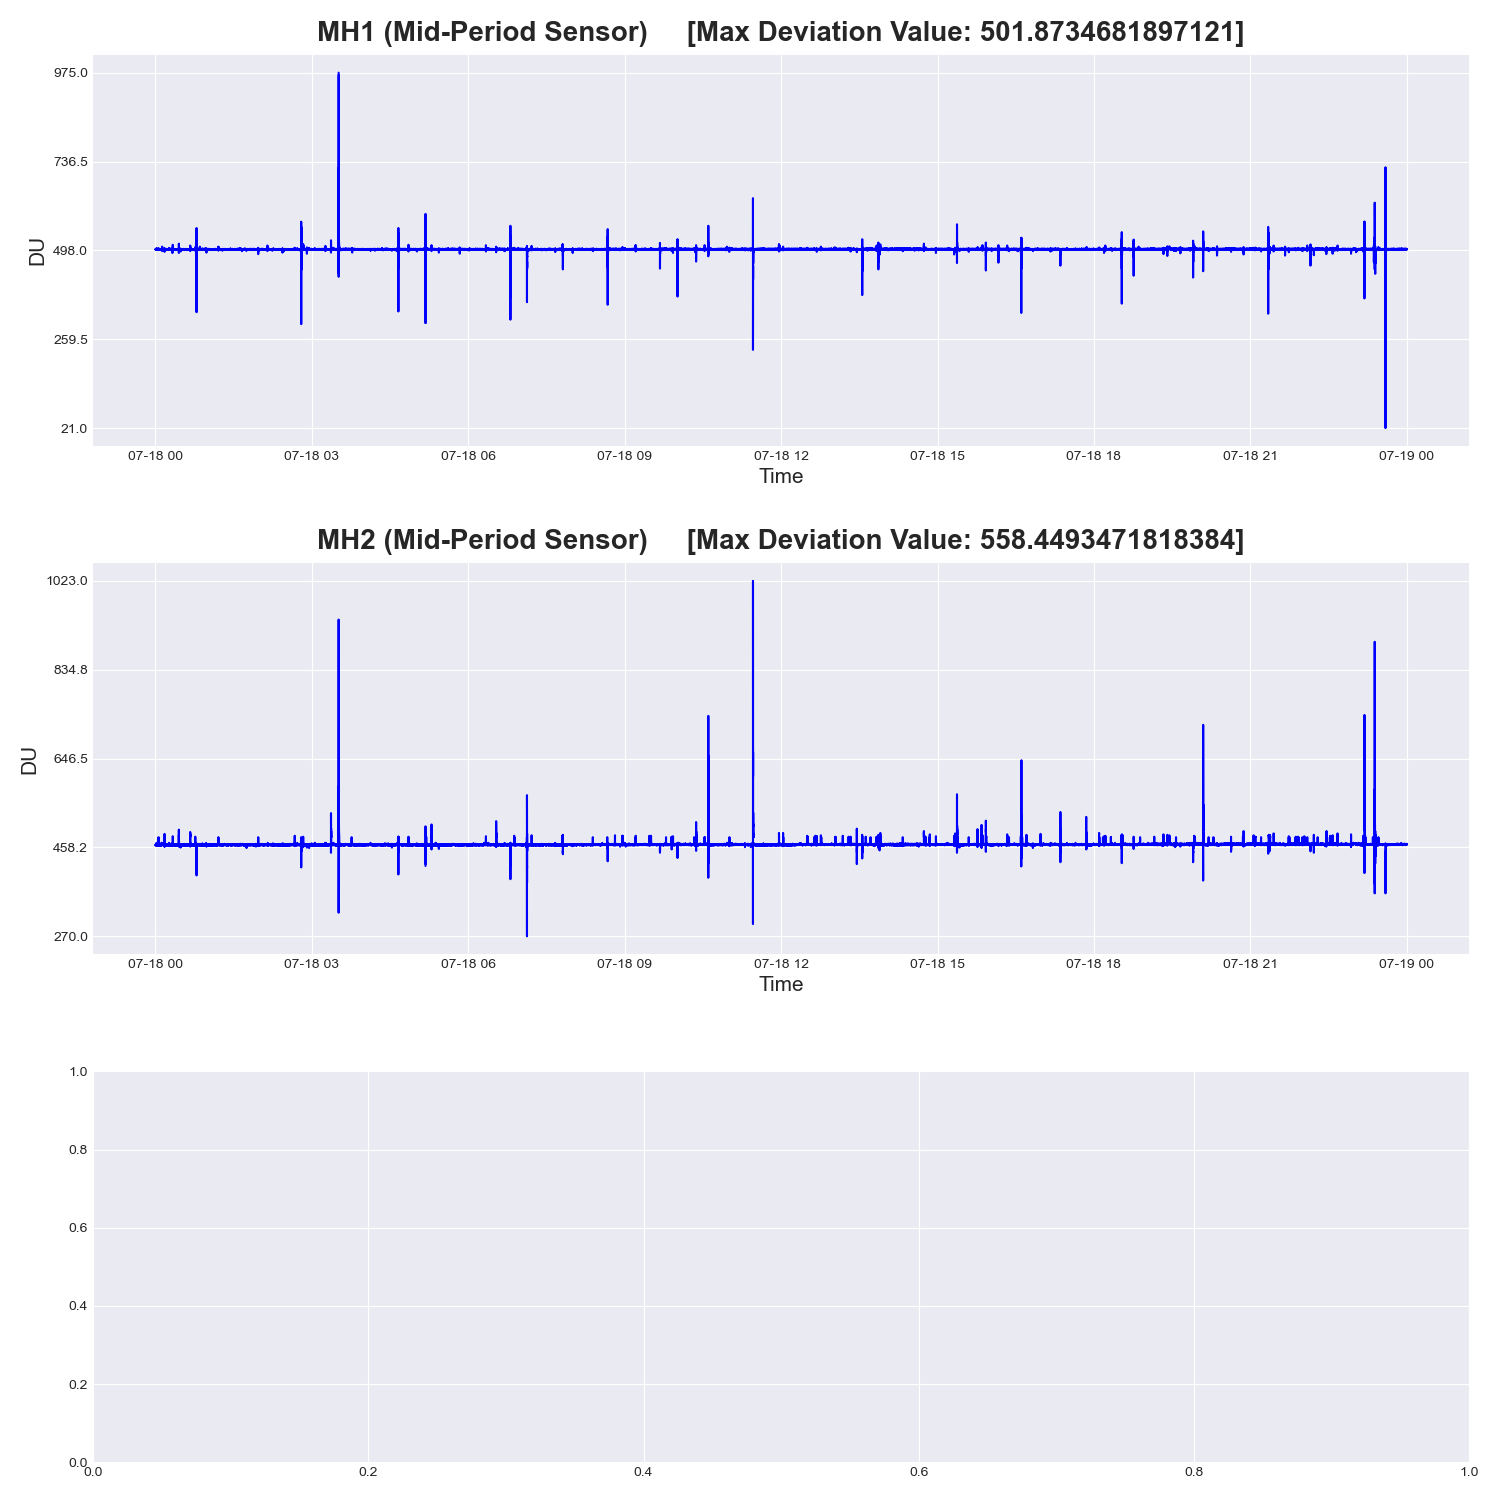 MH1 (Mid-Period Sensor) [Max Deviation Value: 501.8734681897121]
975.0
736.5
498.0
259.5
21.0
DU
07-18 00 07-18 03 07-18 06 07-18 09 07-18 12 07-18 15 07-18 18 07-18 21 07-19 00
Time
MH2 (Mid-Period Sensor) [Max Deviation Value: 558.4493471818384]
1023.0
834.8
646.5
458.2
270.0
DU
07-18 00 07-18 03 07-18 06 07-18 09 07-18 12 07-18 15 07-18 18 07-18 21 07-19 00
Time
1.0
0.8
0.6
0.4
0.2
0.0
0.0 0.2 0.4 0.6 0.8 1.0